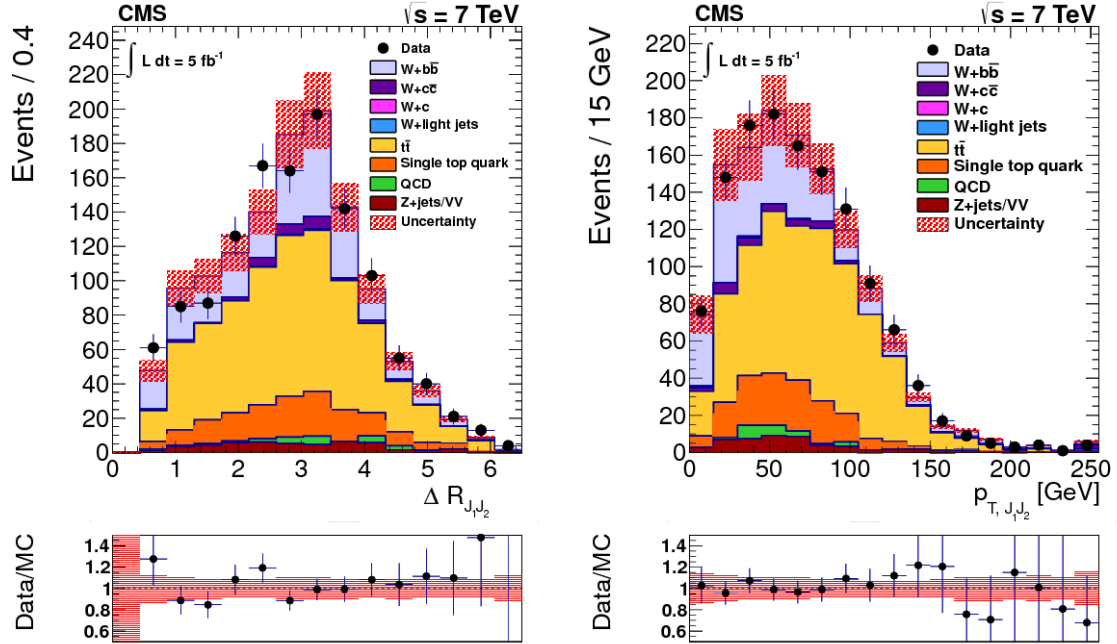 CMS √s = 7 TeV
∫ L dt = 5 fb⁻¹
Data
W+bb̅
W+cc̅
W+c
W+light jets
tt̅
Single top quark
QCD
Z+jets/VV
Uncertainty
Events / 0.4
240
220
200
180
160
140
120
100
80
60
40
20
0
0 1 2 3 4 5 6
Δ R J₁J₂
Data/MC
1.4
1.2
1
0.8
0.6
CMS √s = 7 TeV
∫ L dt = 5 fb⁻¹
Data
W+bb̅
W+cc̅
W+c
W+light jets
tt̅
Single top quark
QCD
Z+jets/VV
Uncertainty
Events / 15 GeV
220
200
180
160
140
120
100
80
60
40
20
0
0 50 100 150 200 250
p T, J₁J₂ [GeV]
Data/MC
1.4
1.2
1
0.8
0.6